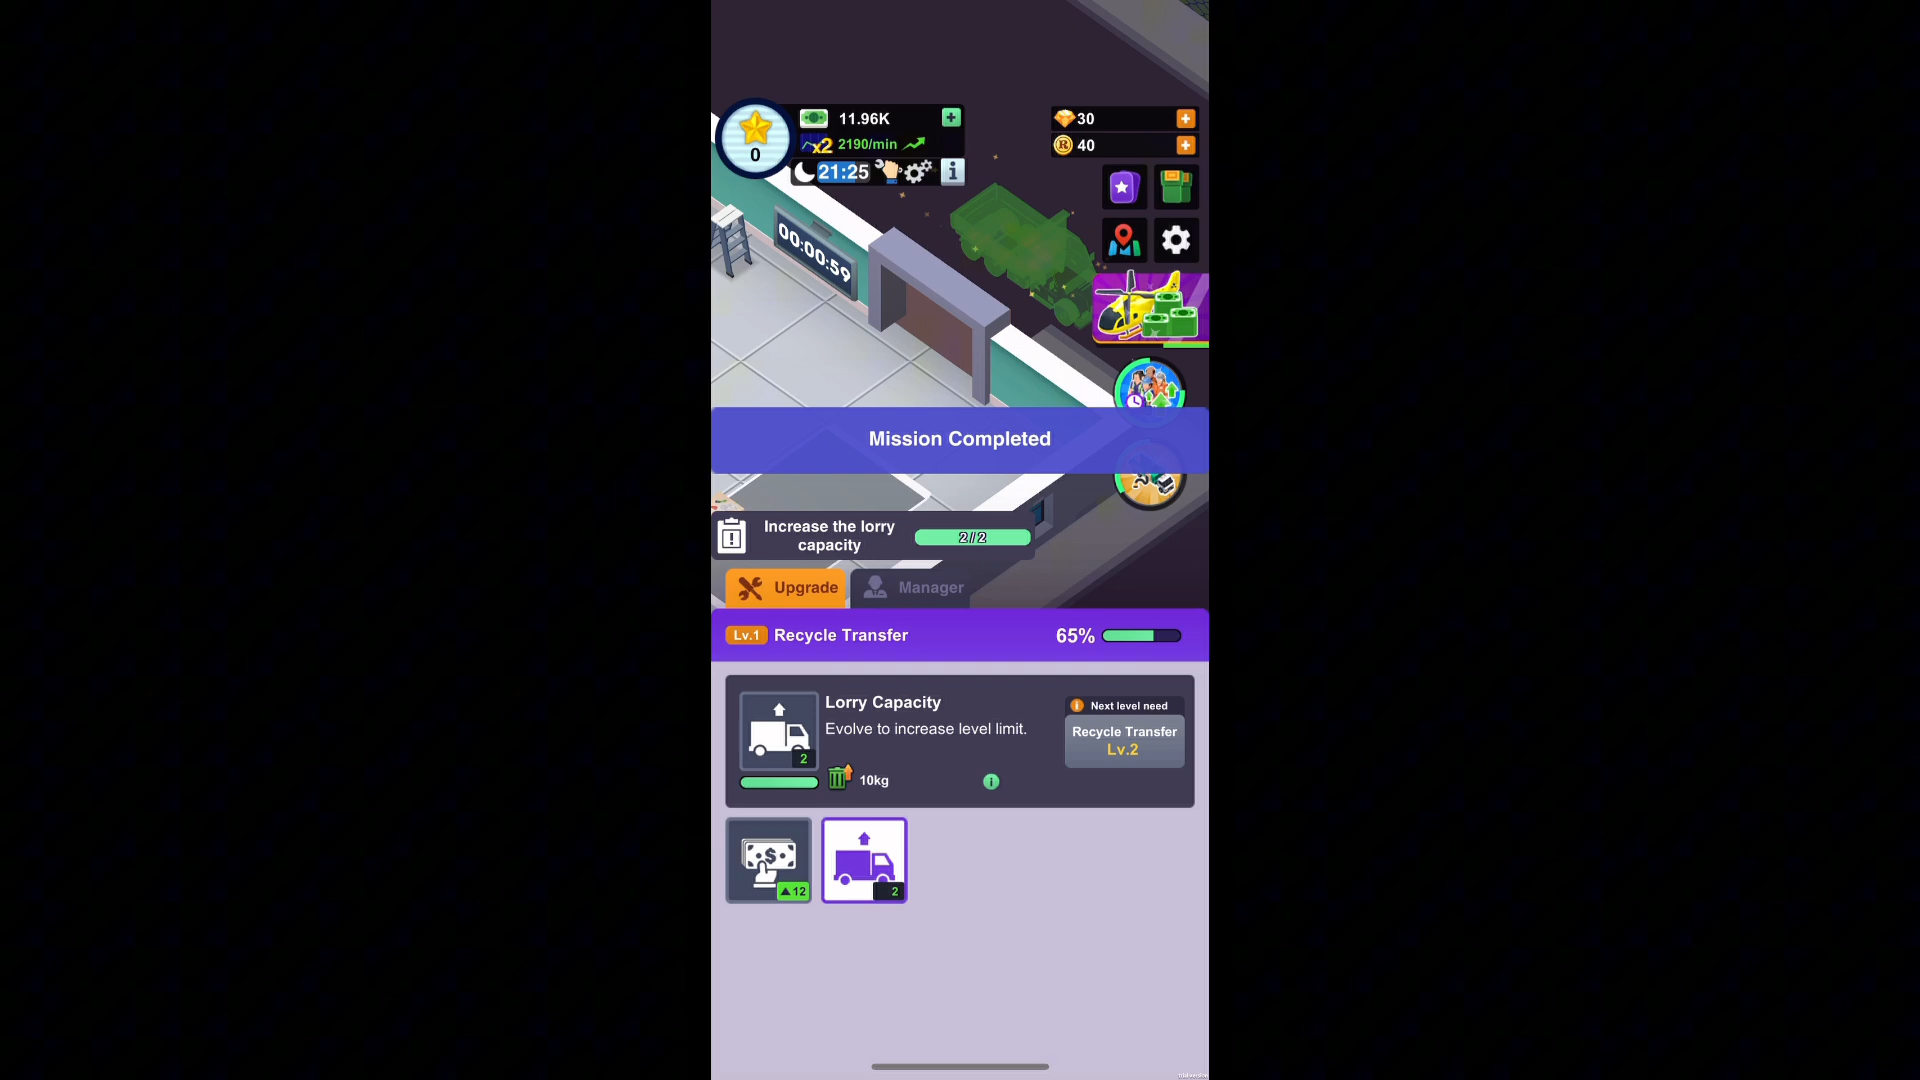 0
11.96K
x2 2190/min
21:25
30
40
00:00:59
Mission Completed
Increase the lorry
capacity
2/2
Upgrade
Manager
Lv.1 Recycle Transfer
65%
Lorry Capacity
Evolve to increase level limit.
2
10kg
Next level need
Recycle Transfer
Lv.2
12
2